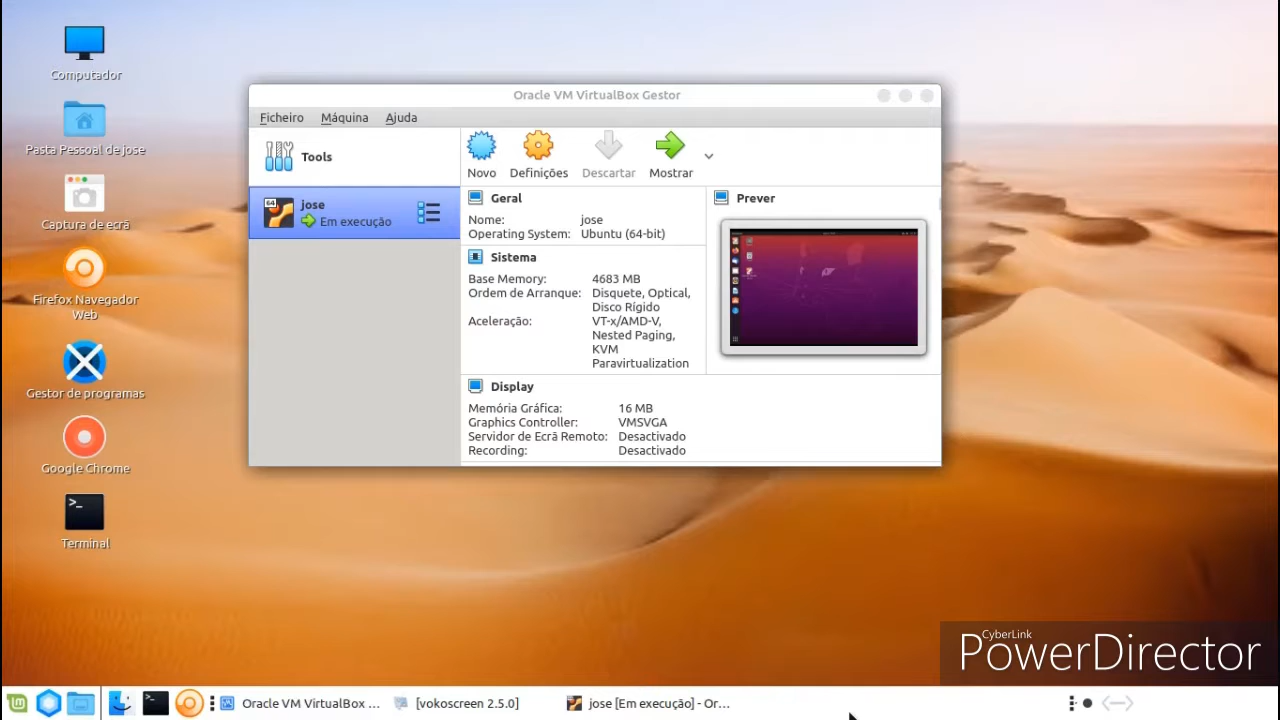 Computador
Pasta Pessoal de jose
Captura de ecrã
Firefox Navegador
Web
Gestor de programas
Google Chrome
>_
Terminal
Oracle VM VirtualBox Gestor
Ficheiro Máquina Ajuda
Tools
Novo Definições Descartar Mostrar
64
jose
Em execução
Geral
Nome: jose
Operating System: Ubuntu (64-bit)
Sistema
Base Memory: 4683 MB
Ordem de Arranque: Disquete, Optical,
Disco Rígido
Aceleração: VT-x/AMD-V,
Nested Paging,
KVM
Paravirtualization
Prever
Display
Memória Gráfica: 16 MB
Graphics Controller: VMSVGA
Servidor de Ecrã Remoto: Desactivado
Recording: Desactivado
CyberLink
PowerDirector
>_ Oracle VM VirtualBox ... [vokoscreen 2.5.0] jose [Em execução] - Or...